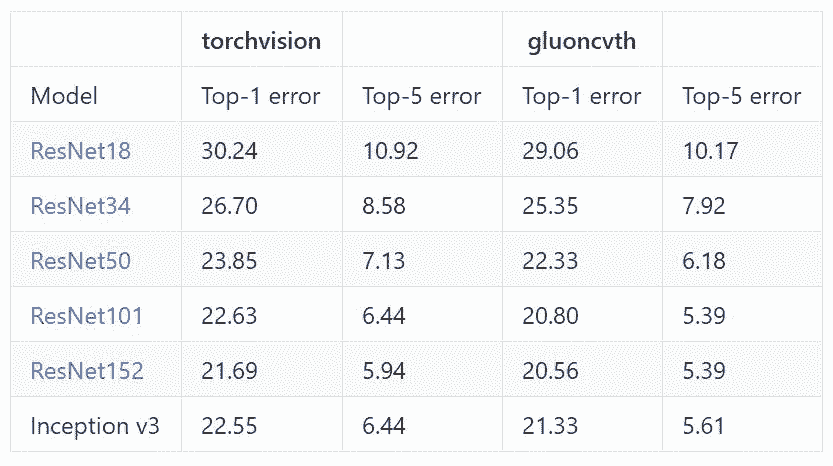 torchvision gluoncvth
Model Top-1 error Top-5 error Top-1 error Top-5 error
ResNet18 30.24 10.92 29.06 10.17
ResNet34 26.70 8.58 25.35 7.92
ResNet50 23.85 7.13 22.33 6.18
ResNet101 22.63 6.44 20.80 5.39
ResNet152 21.69 5.94 20.56 5.39
Inception v3 22.55 6.44 21.33 5.61